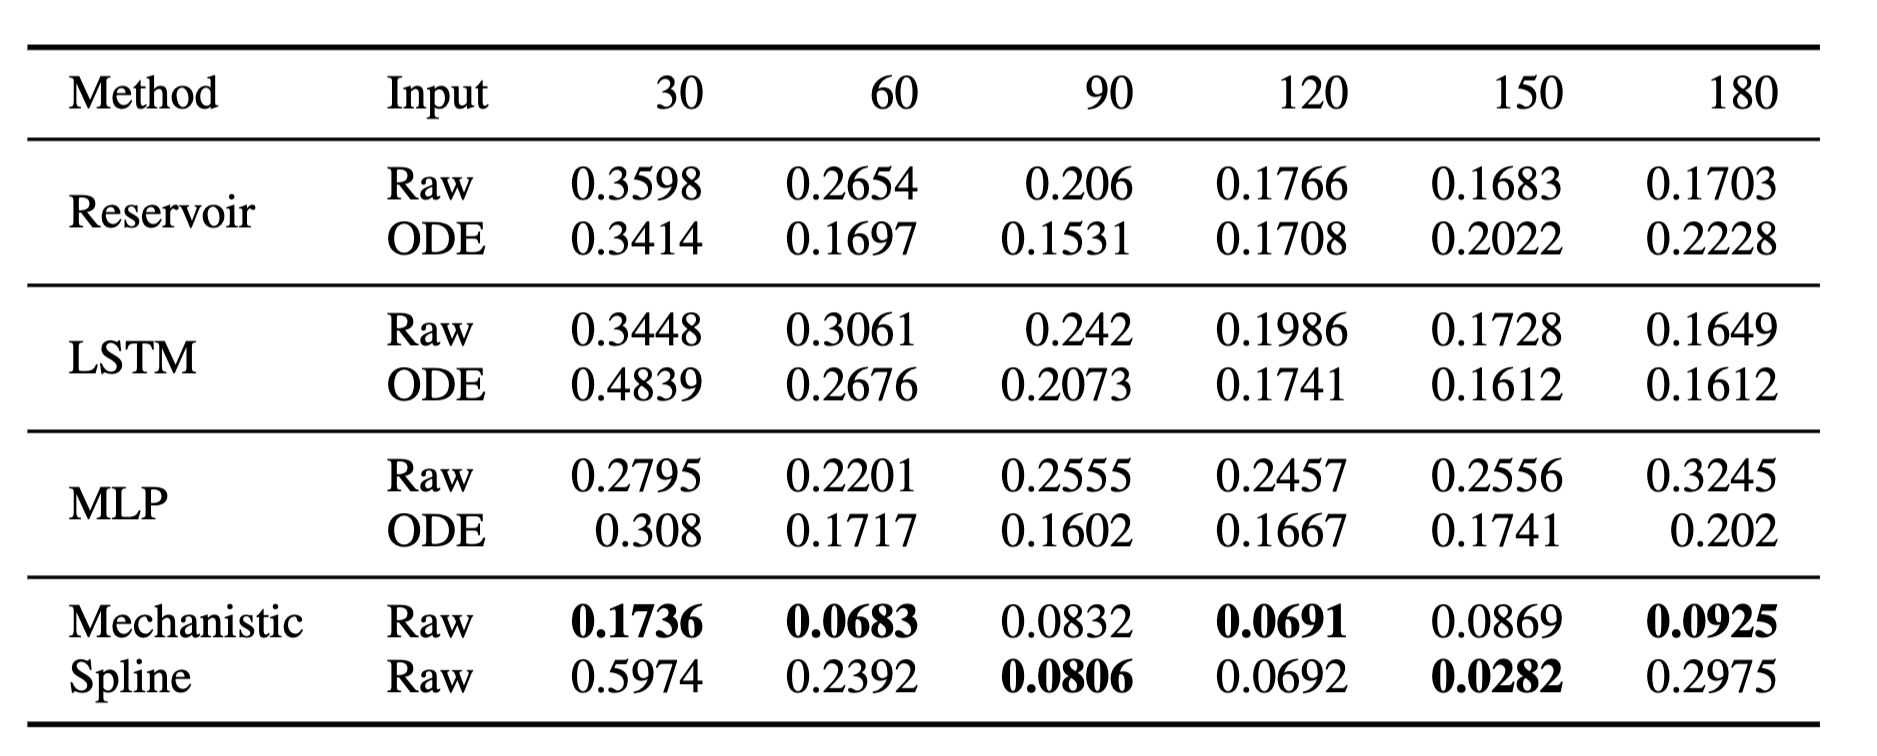 Method Input 30 60 90 120 150 180
Reservoir Raw 0.3598 0.2654 0.206 0.1766 0.1683 0.1703
ODE 0.3414 0.1697 0.1531 0.1708 0.2022 0.2228
LSTM Raw 0.3448 0.3061 0.242 0.1986 0.1728 0.1649
ODE 0.4839 0.2676 0.2073 0.1741 0.1612 0.1612
MLP Raw 0.2795 0.2201 0.2555 0.2457 0.2556 0.3245
ODE 0.308 0.1717 0.1602 0.1667 0.1741 0.202
Mechanistic Raw 0.1736 0.0683 0.0832 0.0691 0.0869 0.0925
Spline Raw 0.5974 0.2392 0.0806 0.0692 0.0282 0.2975